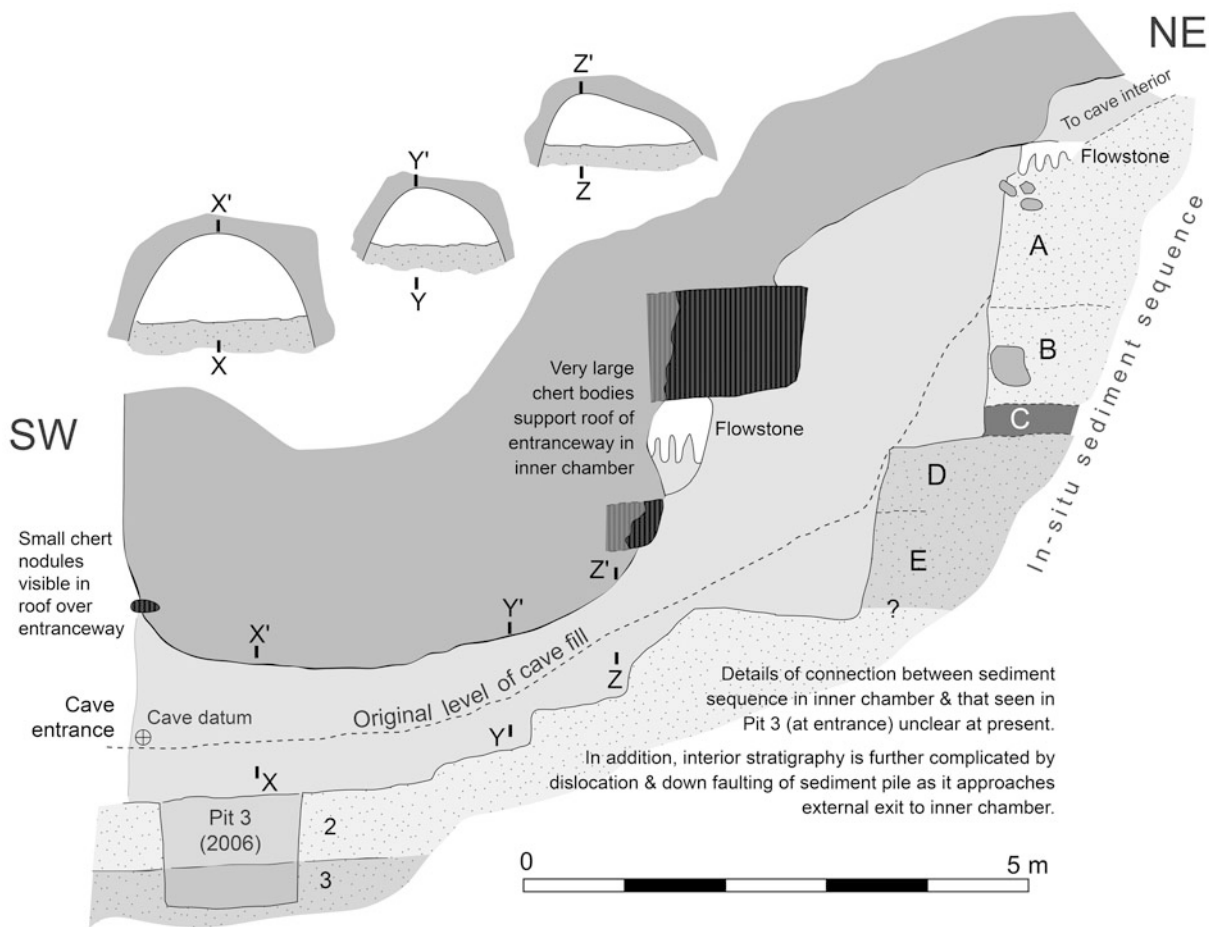 NE
To cave interior
Z'
Flowstone
Y'
Z
X'
A
In-situ sediment sequence
Y
X
B
Very large
chert bodies
support roof of
entranceway in
inner chamber
SW
Flowstone
C
D
Small chert
nodules
visible in
roof over
entranceway
E
Z'
?
Y'
X'
Z
Details of connection between sediment
sequence in inner chamber & that seen in
Pit 3 (at entrance) unclear at present.
Original level of cave fill
Cave
entrance
Cave datum
Y
In addition, interior stratigraphy is further complicated by
dislocation & down faulting of sediment pile as it approaches
external exit to inner chamber.
X
Pit 3
(2006)
2
3
0
5 m